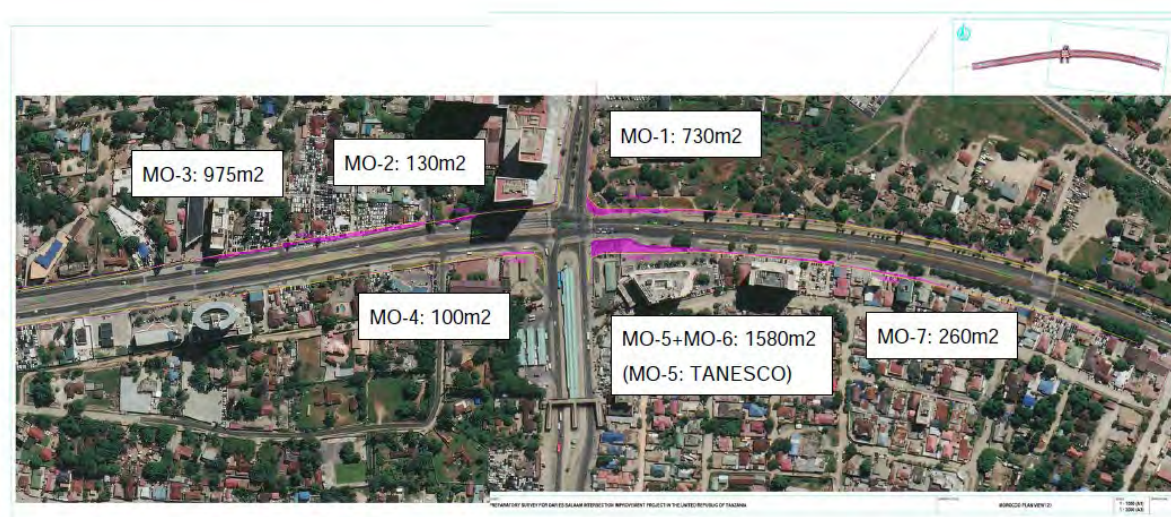 MO-1: 730m2
MO-2: 130m2
MO-3: 975m2
MO-4: 100m2
MO-5+MO-6: 1580m2
(MO-5: TANESCO)
MO-7: 260m2
PREPARATORY SURVEY FOR DAR ES SALAAM INTERSECTION IMPROVEMENT PROJECT IN THE UNITED REPUBLIC OF TANZANIA
MOROCCO PLAN VIEW (2)